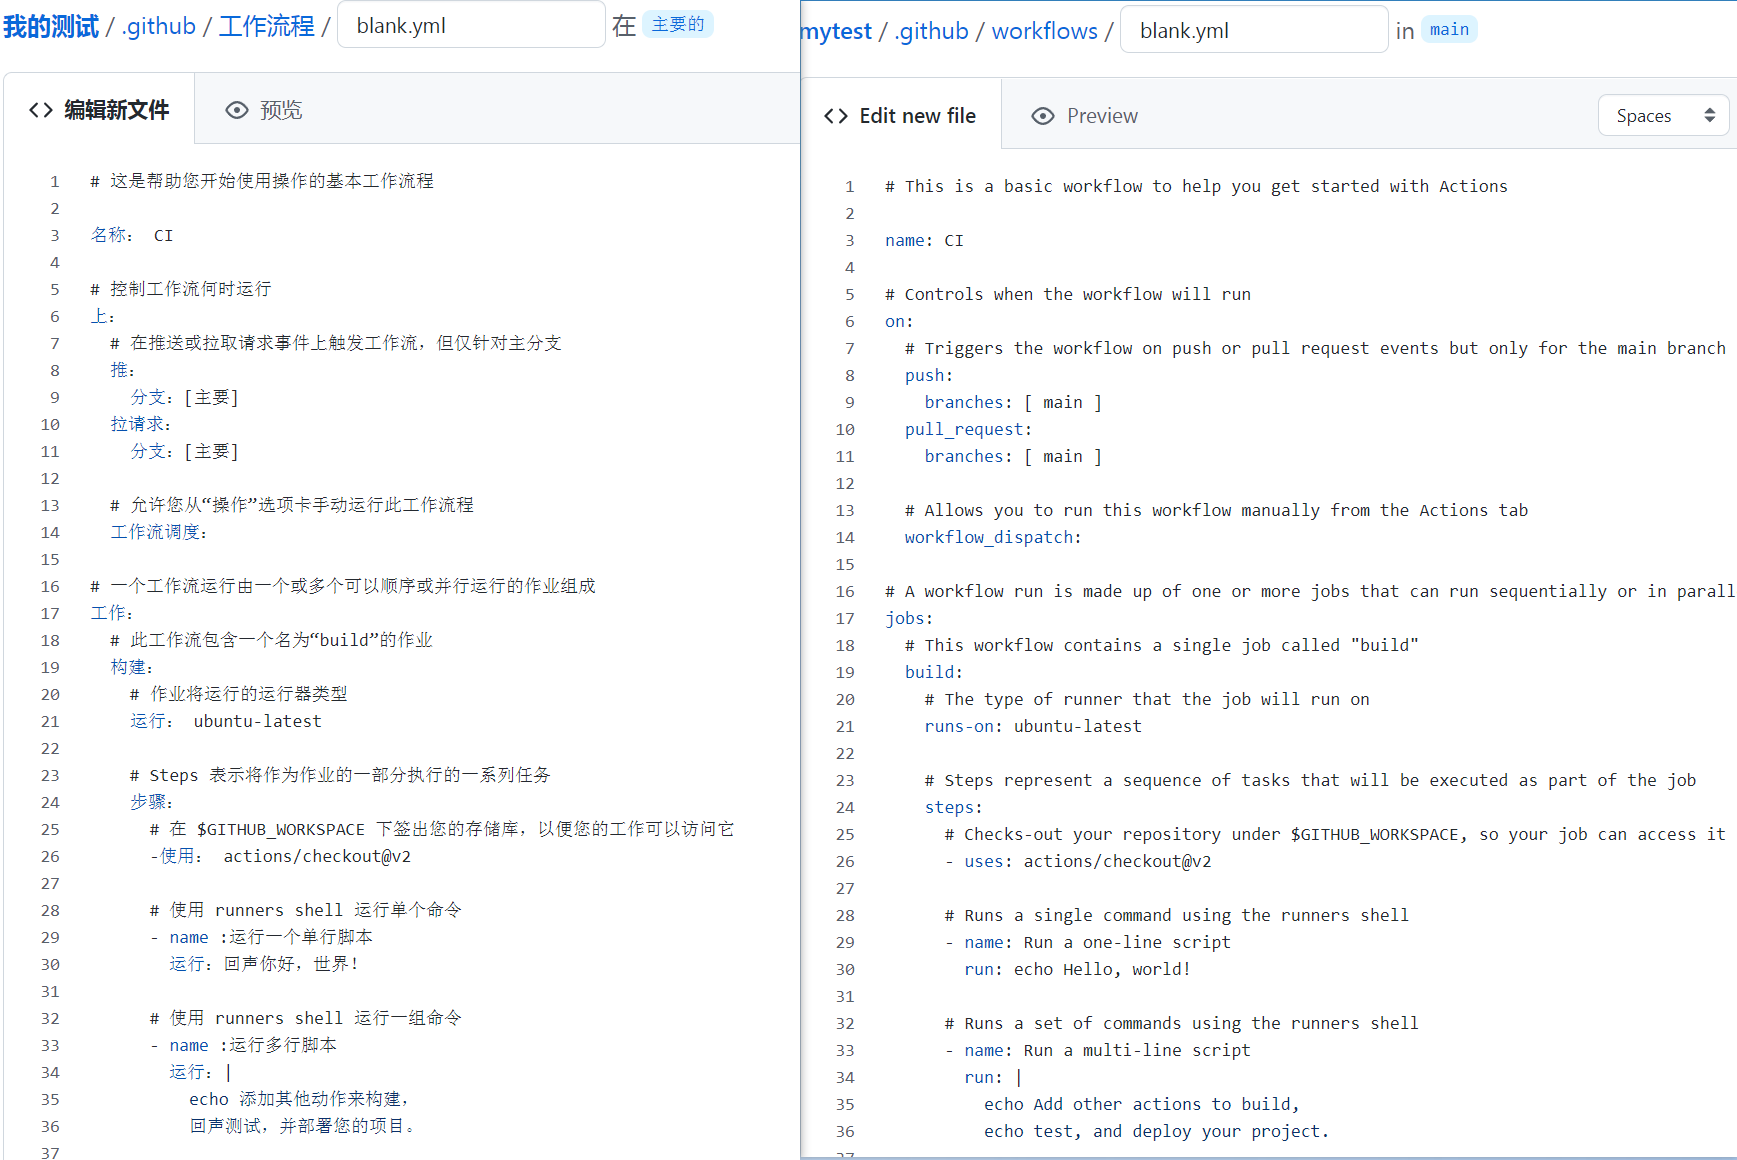 我的测试 / .github / 工作流程 / blank.yml 在 主要的
编辑新文件 预览
1 # 这是帮助您开始使用操作的基本工作流程
2
3 名称： CI
4
5 # 控制工作流何时运行
6 上：
7 # 在推送或拉取请求事件上触发工作流，但仅针对主分支
8 推：
9 分支：[主要]
10 拉请求：
11 分支：[主要]
12
13 # 允许您从“操作”选项卡手动运行此工作流程
14 工作流调度：
15
16 # 一个工作流运行由一个或多个可以顺序或并行运行的作业组成
17 工作：
18 # 此工作流包含一个名为“build”的作业
19 构建：
20 # 作业将运行的运行器类型
21 运行： ubuntu-latest
22
23 # Steps 表示将作为作业的一部分执行的一系列任务
24 步骤：
25 # 在 $GITHUB_WORKSPACE 下签出您的存储库，以便您的工作可以访问它
26 -使用： actions/checkout@v2
27
28 # 使用 runners shell 运行单个命令
29 - name :运行一个单行脚本
30 运行：回声你好，世界！
31
32 # 使用 runners shell 运行一组命令
33 - name :运行多行脚本
34 运行：|
35 echo 添加其他动作来构建，
36 回声测试，并部署您的项目。
37
mytest / .github / workflows / blank.yml in main
Edit new file Preview Spaces
1 # This is a basic workflow to help you get started with Actions
2
3 name: CI
4
5 # Controls when the workflow will run
6 on:
7 # Triggers the workflow on push or pull request events but only for the main branch
8 push:
9 branches: [ main ]
10 pull_request:
11 branches: [ main ]
12
13 # Allows you to run this workflow manually from the Actions tab
14 workflow_dispatch:
15
16 # A workflow run is made up of one or more jobs that can run sequentially or in parall
17 jobs:
18 # This workflow contains a single job called "build"
19 build:
20 # The type of runner that the job will run on
21 runs-on: ubuntu-latest
22
23 # Steps represent a sequence of tasks that will be executed as part of the job
24 steps:
25 # Checks-out your repository under $GITHUB_WORKSPACE, so your job can access it
26 - uses: actions/checkout@v2
27
28 # Runs a single command using the runners shell
29 - name: Run a one-line script
30 run: echo Hello, world!
31
32 # Runs a set of commands using the runners shell
33 - name: Run a multi-line script
34 run: |
35 echo Add other actions to build,
36 echo test, and deploy your project.
37